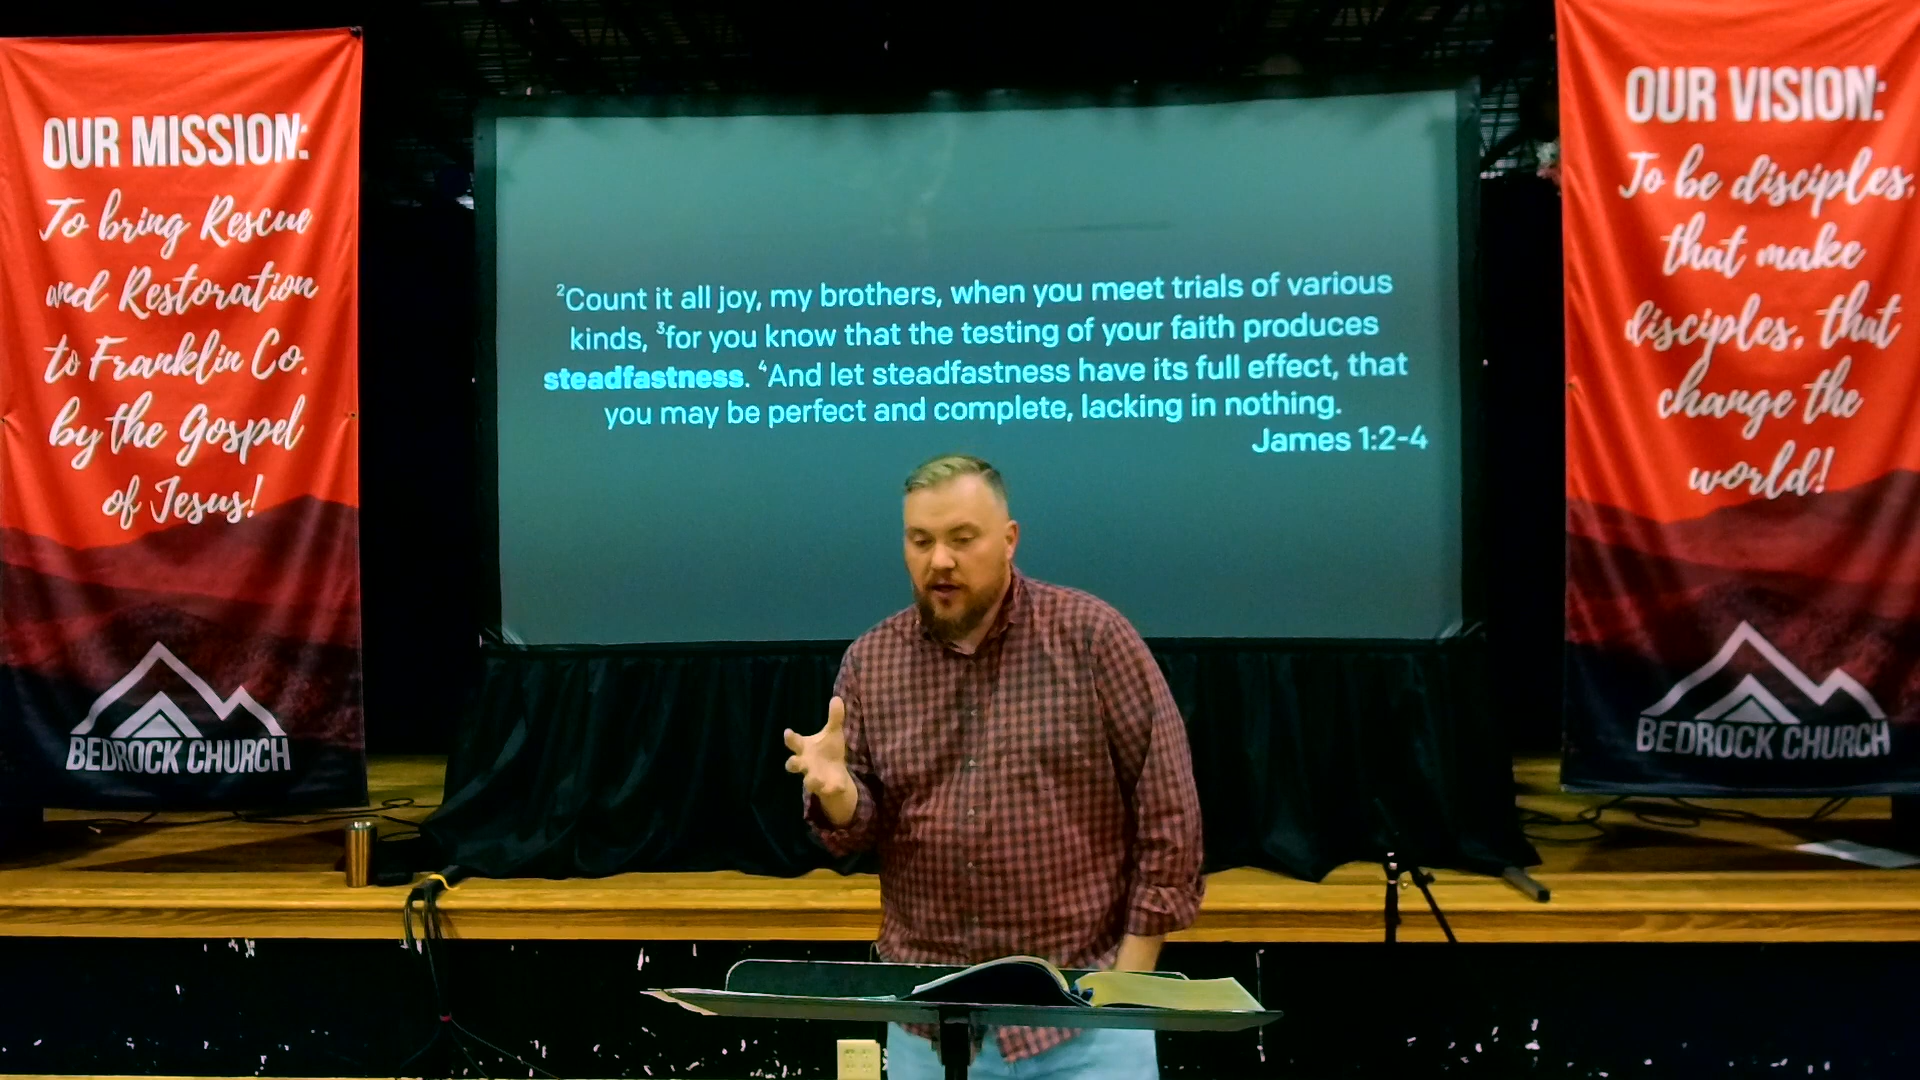 OUR MISSION:
To bring Rescue
and Restoration
to Franklin Co.
by the Gospel
of Jesus!
BEDROCK CHURCH
²Count it all joy, my brothers, when you meet trials of various
kinds, ³for you know that the testing of your faith produces
steadfastness. ⁴And let steadfastness have its full effect, that
you may be perfect and complete, lacking in nothing.
James 1:2-4
OUR VISION:
To be disciples,
that make
disciples, that
change the
world!
BEDROCK CHURCH